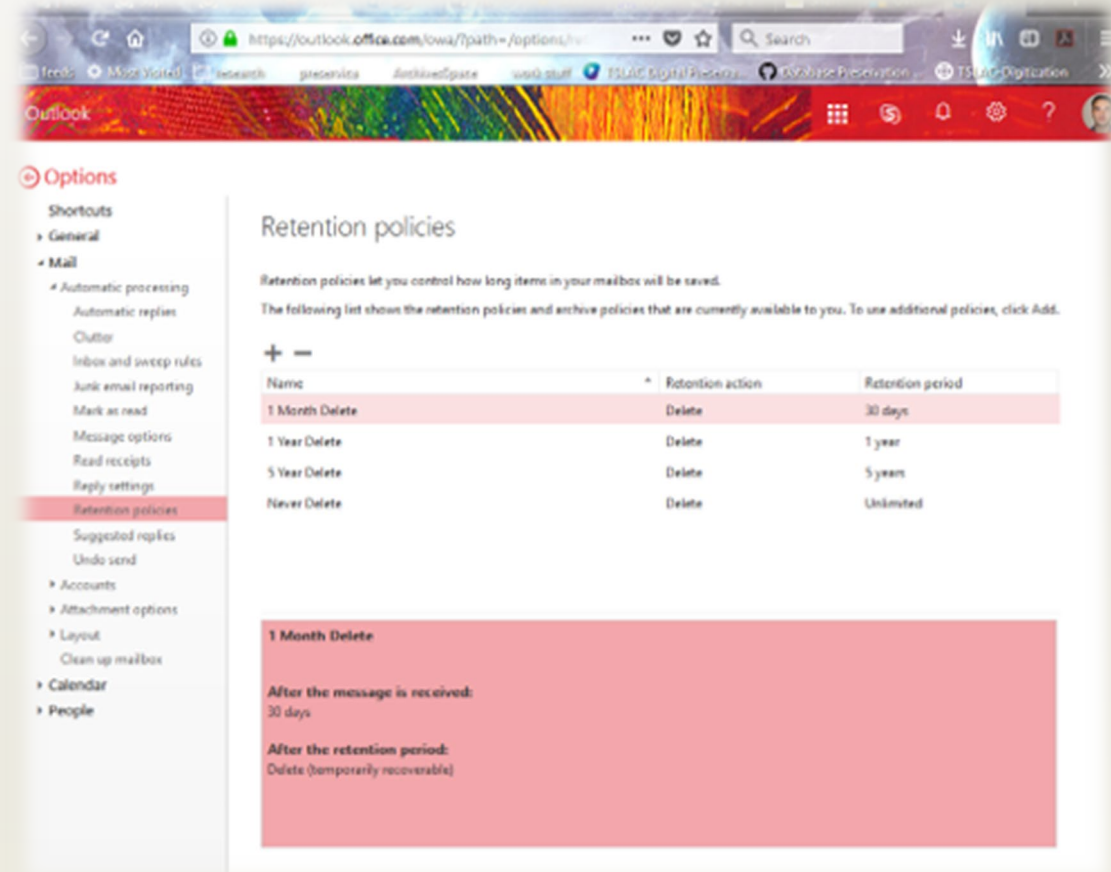 https://outlook.office.com/owa/?path=/options/
Search
feeds Most Visited research preservica ArchivesSpace work stuff TSLAC Digital Preserva... Database Preservation ... TSLAC-Digitization
Outlook
?
Options
Shortcuts
General
Mail
Automatic processing
Automatic replies
Clutter
Inbox and sweep rules
Junk email reporting
Mark as read
Message options
Read receipts
Reply settings
Retention policies
Suggested replies
Undo send
Accounts
Attachment options
Layout
Clean up mailbox
Calendar
People
Retention policies
Retention policies let you control how long items in your mailbox will be saved.
The following list shows the retention policies and archive policies that are currently available to you. To use additional policies, click Add.
Name Retention action Retention period
1 Month Delete Delete 30 days
1 Year Delete Delete 1 year
5 Year Delete Delete 5 years
Never Delete Delete Unlimited
1 Month Delete
After the message is received:
30 days
After the retention period:
Delete (temporarily recoverable)